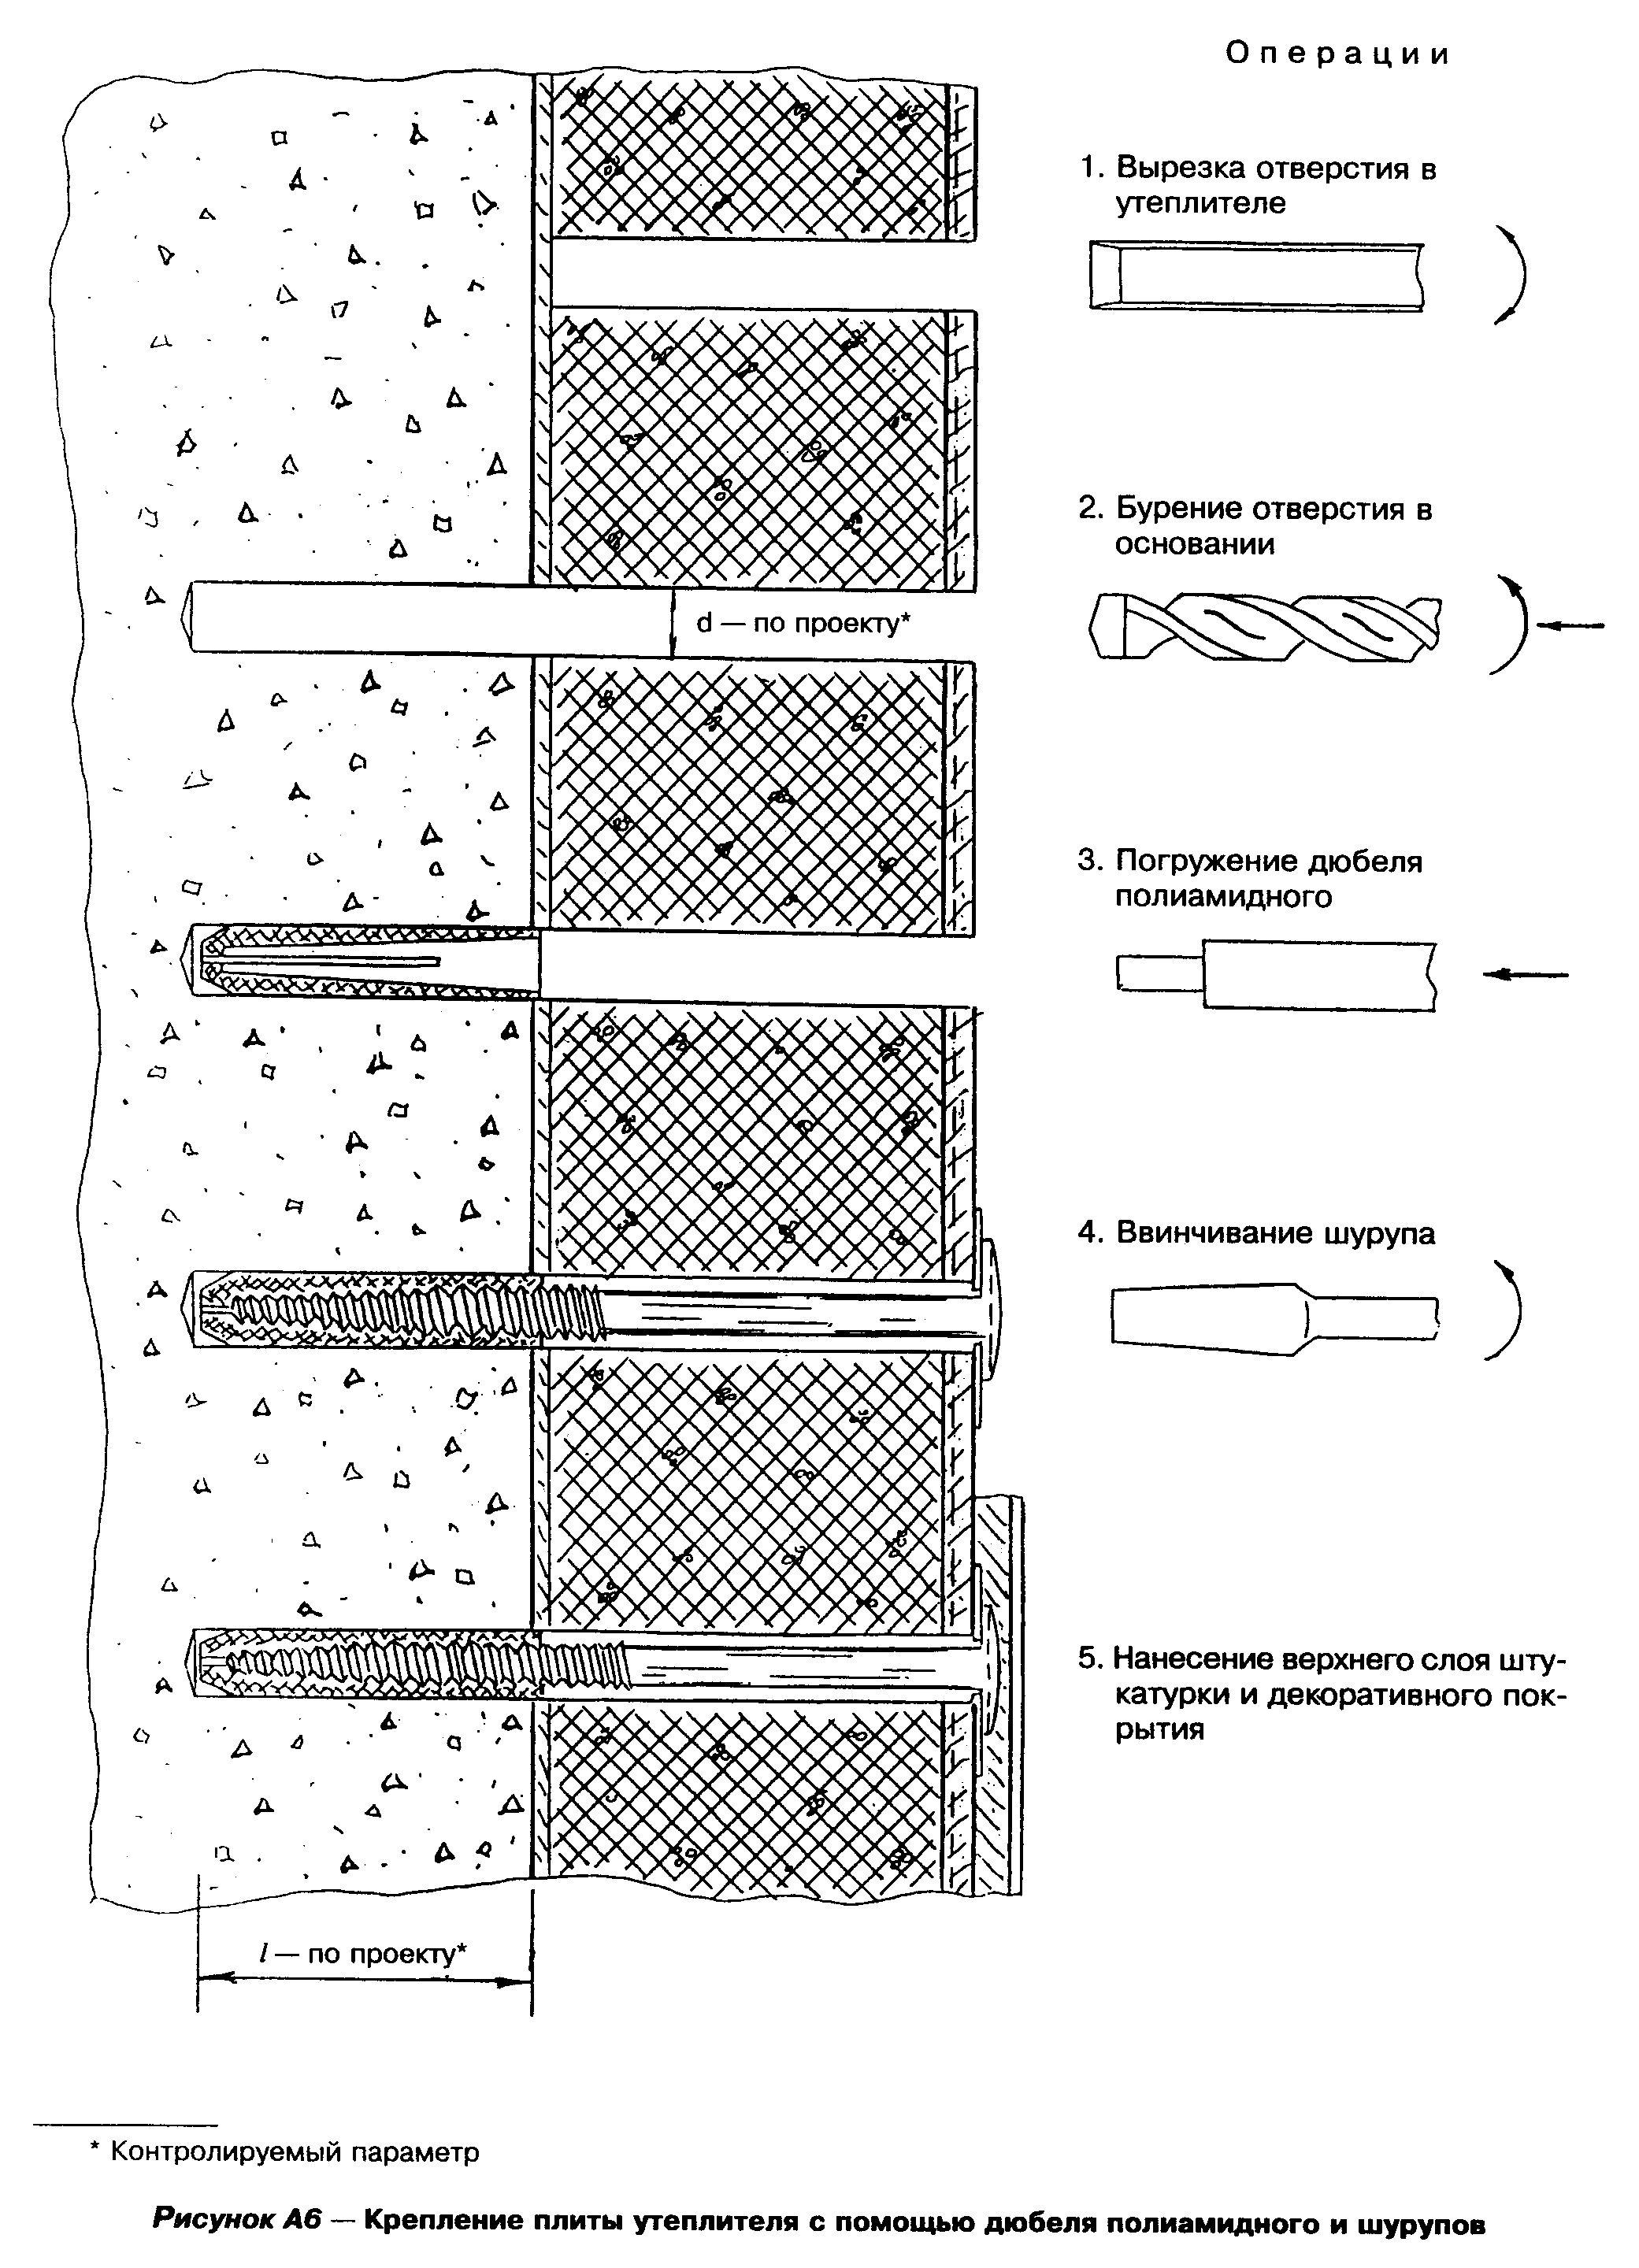 О п е р а ц и и
1. Вырезка отверстия в
утеплителе
2. Бурение отверстия в
основании
d — по проекту*
3. Погружение дюбеля
полиамидного
4. Ввинчивание шурупа
5. Нанесение верхнего слоя шту-
катурки и декоративного пок-
рытия
l — по проекту*
* Контролируемый параметр
Рисунок А6 — Крепление плиты утеплителя с помощью дюбеля полиамидного и шурупов